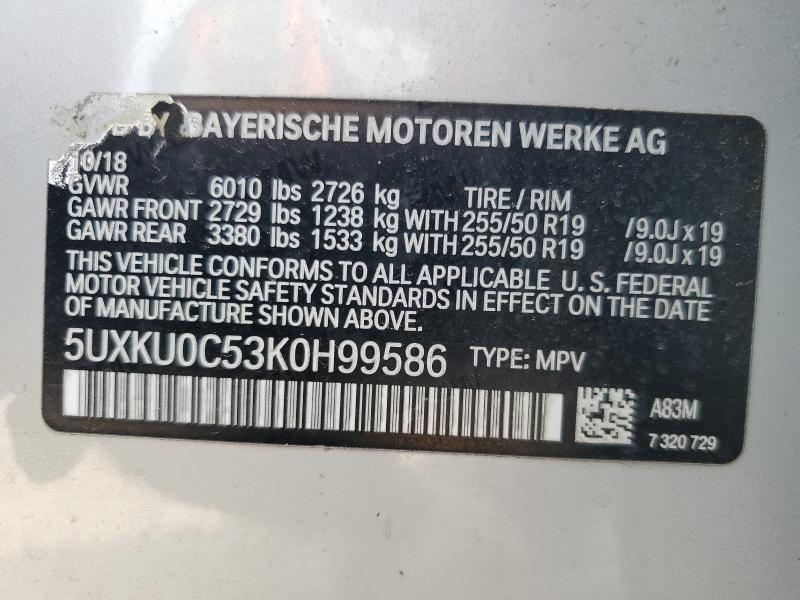 BY BAYERISCHE MOTOREN WERKE AG
10/18
GVWR 6010 lbs 2726 kg TIRE / RIM
GAWR FRONT 2729 lbs 1238 kg WITH 255/50 R19 /9.0J x 19
GAWR REAR 3380 lbs 1533 kg WITH 255/50 R19 /9.0J x 19
THIS VEHICLE CONFORMS TO ALL APPLICABLE U. S. FEDERAL
MOTOR VEHICLE SAFETY STANDARDS IN EFFECT ON THE DATE
OF MANUFACTURE SHOWN ABOVE.
5UXKU0C53K0H99586 TYPE: MPV
A83M
7 320 729